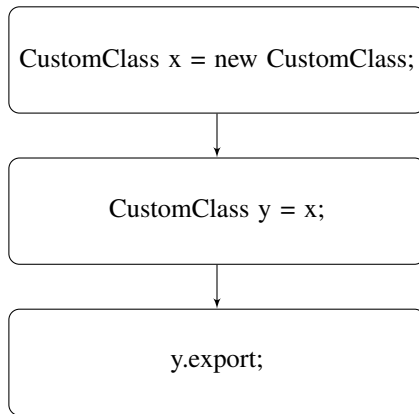 CustomClass x = new CustomClass;
CustomClass y = x;
y.export;